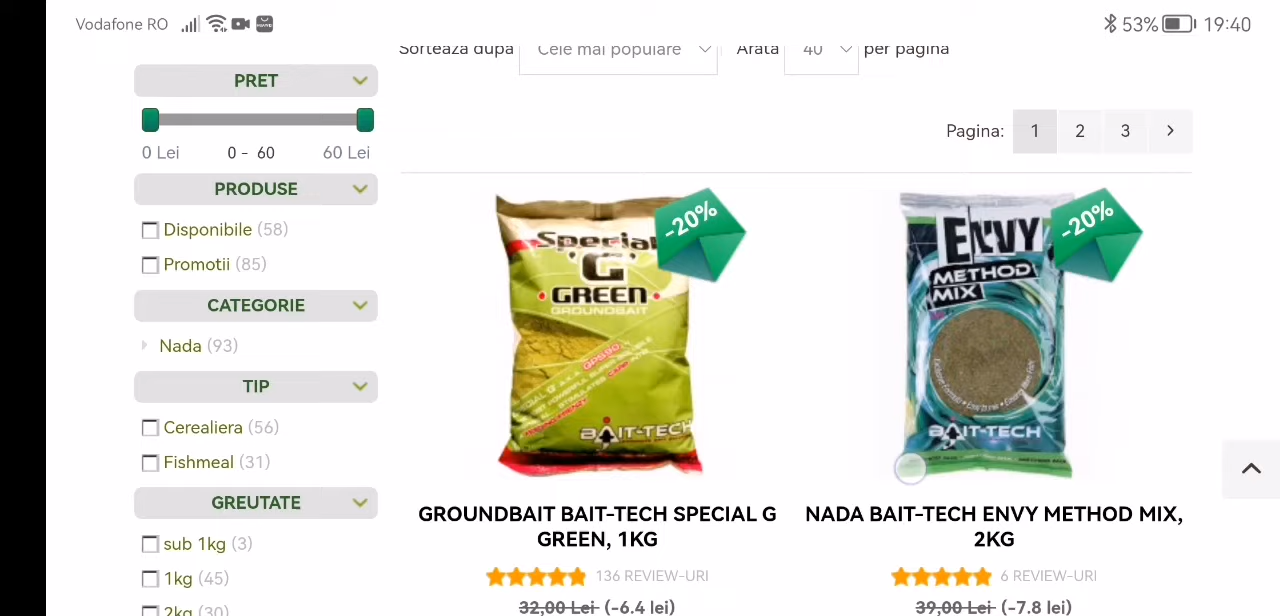 Vodafone RO
53% 19:40
Sorteaza dupa Cele mai populare Arata 40 per pagina
PRET
0 Lei 0 - 60 60 Lei
PRODUSE
Disponibile (58)
Promotii (85)
CATEGORIE
Nada (93)
TIP
Cerealiera (56)
Fishmeal (31)
GREUTATE
sub 1kg (3)
1kg (45)
2kg (30)
Pagina: 1 2 3
-20%
Special
'G'
GREEN
GROUNDBAIT
BAIT-TECH
GROUNDBAIT BAIT-TECH SPECIAL G
GREEN, 1KG
136 REVIEW-URI
32,00 Lei (-6.4 lei)
-20%
ENVY
METHOD
MIX
BAIT-TECH
NADA BAIT-TECH ENVY METHOD MIX,
2KG
6 REVIEW-URI
39,00 Lei (-7.8 lei)